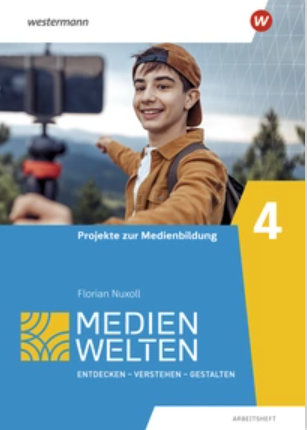 westermann
W
Projekte zur Medienbildung
4
Florian Nuxoll
MEDIEN
WELTEN
ENTDECKEN – VERSTEHEN – GESTALTEN
ARBEITSHEFT